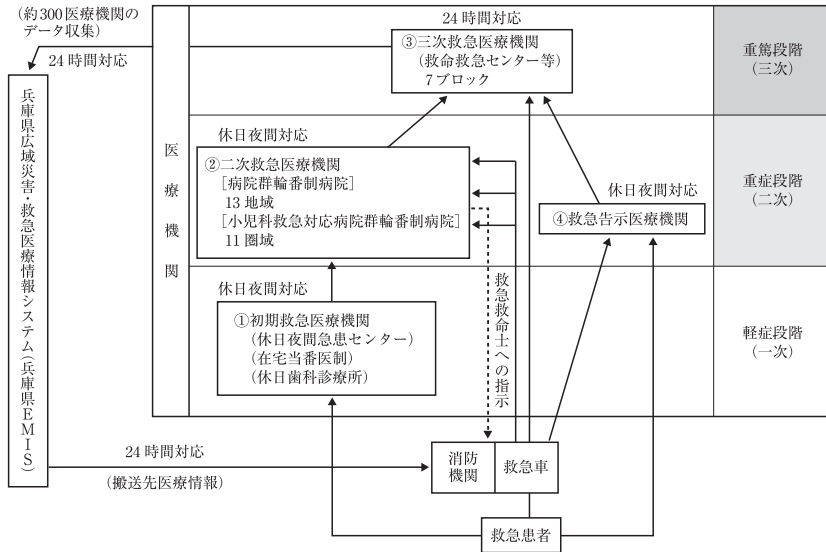 (約300医療機関の
データ収集)
24時間対応
兵庫県広域災害・救急医療情報システム(兵庫県EMIS)
医療機関
24時間対応
③三次救急医療機関
(救命救急センター等)
7ブロック
重篤段階
(三次)
休日夜間対応
②二次救急医療機関
[病院群輪番制病院]
13地域
[小児科救急対応病院群輪番制病院]
11圏域
休日夜間対応
④救急告示医療機関
重症段階
(二次)
休日夜間対応
①初期救急医療機関
(休日夜間急患センター)
(在宅当番医制)
(休日歯科診療所)
救急救命士への指示
軽症段階
(一次)
24時間対応
(搬送先医療情報)
消防
機関
救急車
救急患者